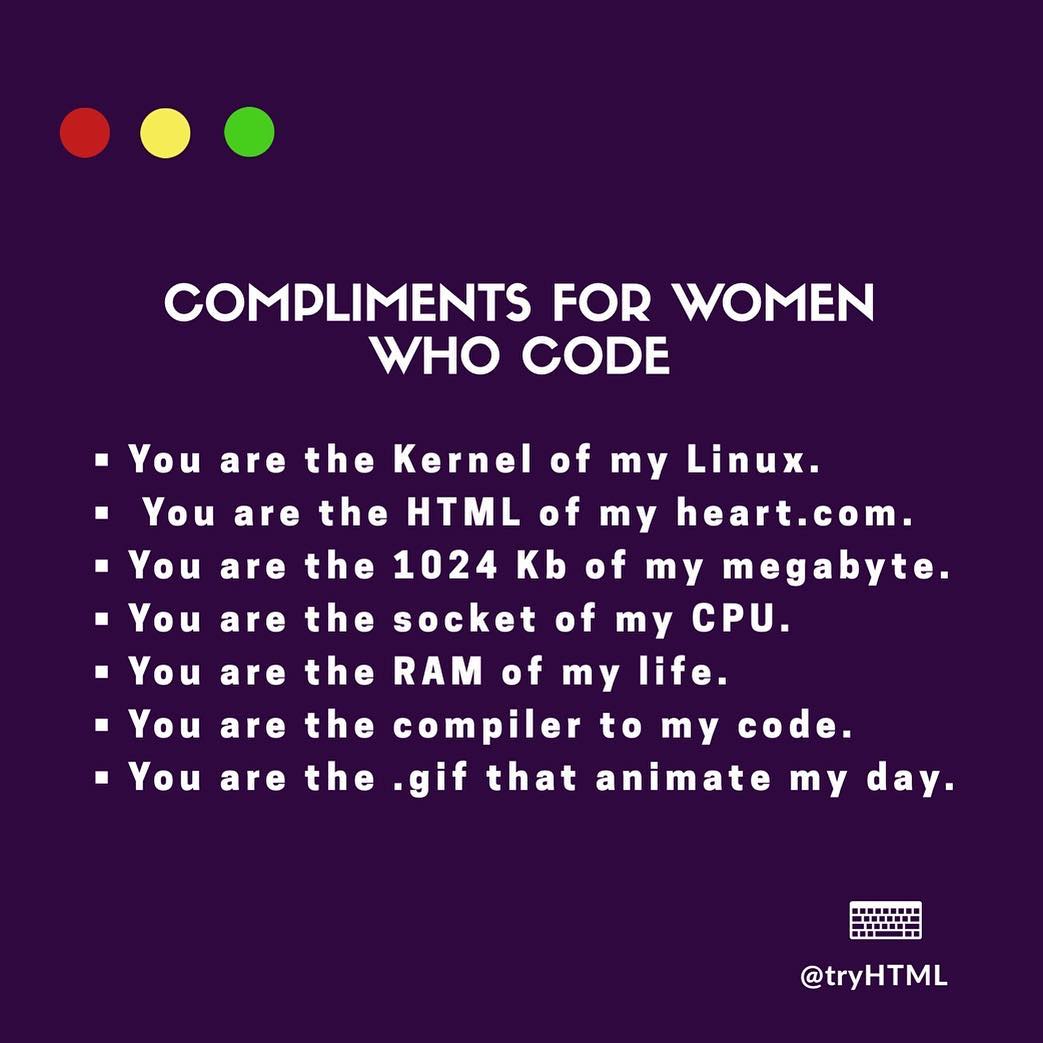 COMPLIMENTS FOR WOMEN
WHO CODE
▪ You are the Kernel of my Linux.
▪ You are the HTML of my heart.com.
▪ You are the 1024 Kb of my megabyte.
▪ You are the socket of my CPU.
▪ You are the RAM of my life.
▪ You are the compiler to my code.
▪ You are the .gif that animate my day.
@tryHTML